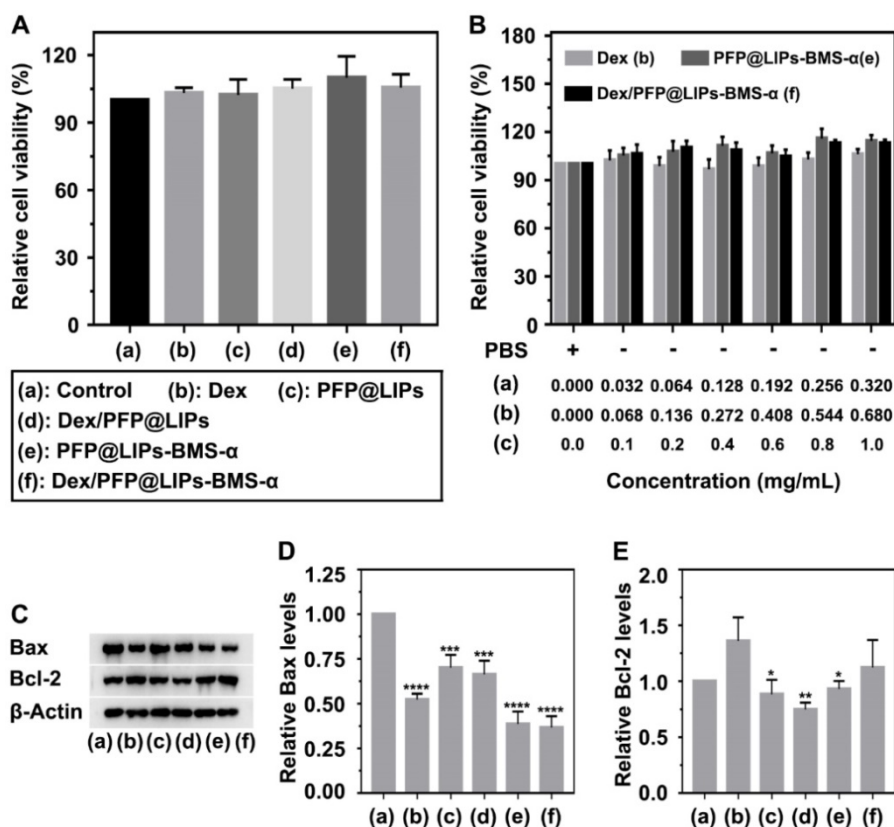 A
Relative cell viability (%)
120
90
60
30
0
(a) (b) (c) (d) (e) (f)
(a): Control (b): Dex (c): PFP@LIPs
(d): Dex/PFP@LIPs
(e): PFP@LIPs-BMS-α
(f): Dex/PFP@LIPs-BMS-α
B
Relative cell viability (%)
180
150
120
90
60
30
0
Dex (b) PFP@LIPs-BMS-α(e)
Dex/PFP@LIPs-BMS-α (f)
PBS + - - - - - -
(a) 0.000 0.032 0.064 0.128 0.192 0.256 0.320
(b) 0.000 0.068 0.136 0.272 0.408 0.544 0.680
(c) 0.0 0.1 0.2 0.4 0.6 0.8 1.0
Concentration (mg/mL)
C
Bax
Bcl-2
β-Actin
(a) (b) (c) (d) (e) (f)
D
Relative Bax levels
1.25
1.00
0.75
0.50
0.25
0.00
**** *** *** **** ****
(a) (b) (c) (d) (e) (f)
E
Relative Bcl-2 levels
2.0
1.5
1.0
0.5
0.0
* ** *
(a) (b) (c) (d) (e) (f)